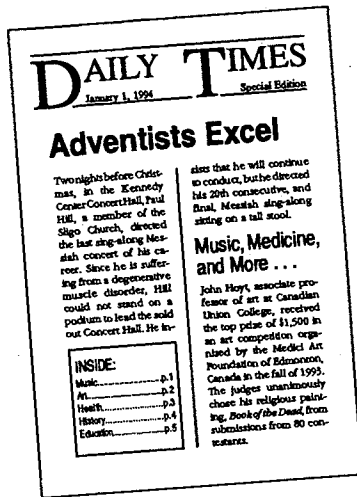 DAILY TIMES
January 1, 1994
Special Edition
Adventists Excel
Two nights before Christ-
mas, in the Kennedy
Center Concert Hall, Paul
Hill, a member of the
Sligo Church, directed
the last sing-along Mes-
siah concert of his ca-
reer. Since he is suffer-
ing from a degenerative
muscle disorder, Hill
could not stand on a
podium to lead the sold
out Concert Hall. He in-
INSIDE:
Music..................p.1
Art.......................p.2
Health..................p.3
History.................p.4
Education.............p.5
sists that he will continue
to conduct, but he directed
his 20th consecutive, and
final, Messiah sing-along
sitting on a tall stool.
Music, Medicine,
and More . . .
John Hoyt, associate pro-
fessor of art at Canadian
Union College, received
the top prize of $1,500 in
an art competition orga-
nized by the Medici Art
Foundation of Edmonton,
Canada in the fall of 1993.
The judges unanimously
chose his religious paint-
ing, Book of the Dead, from
submissions from 80 con-
testants.